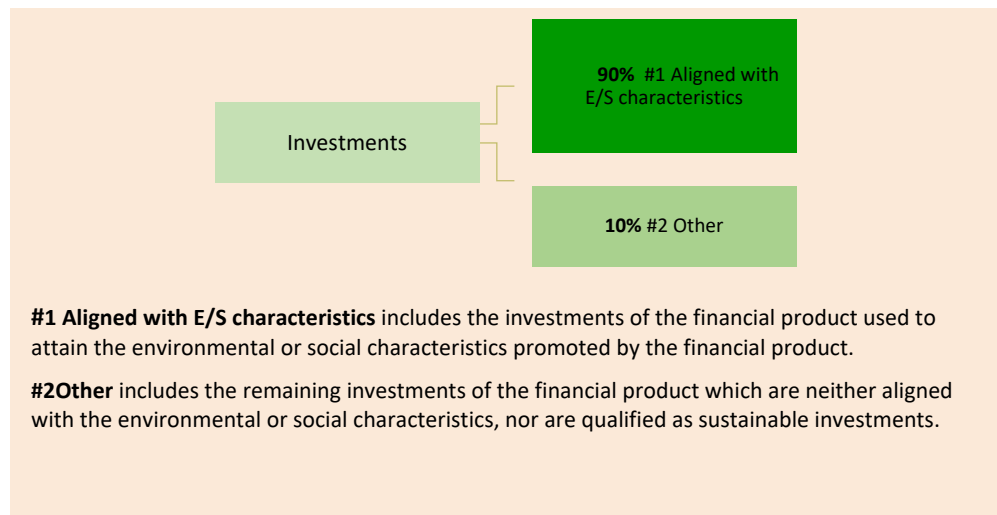 90% #1 Aligned with
E/S characteristics
Investments
10% #2 Other
#1 Aligned with E/S characteristics includes the investments of the financial product used to
attain the environmental or social characteristics promoted by the financial product.
#2Other includes the remaining investments of the financial product which are neither aligned
with the environmental or social characteristics, nor are qualified as sustainable investments.